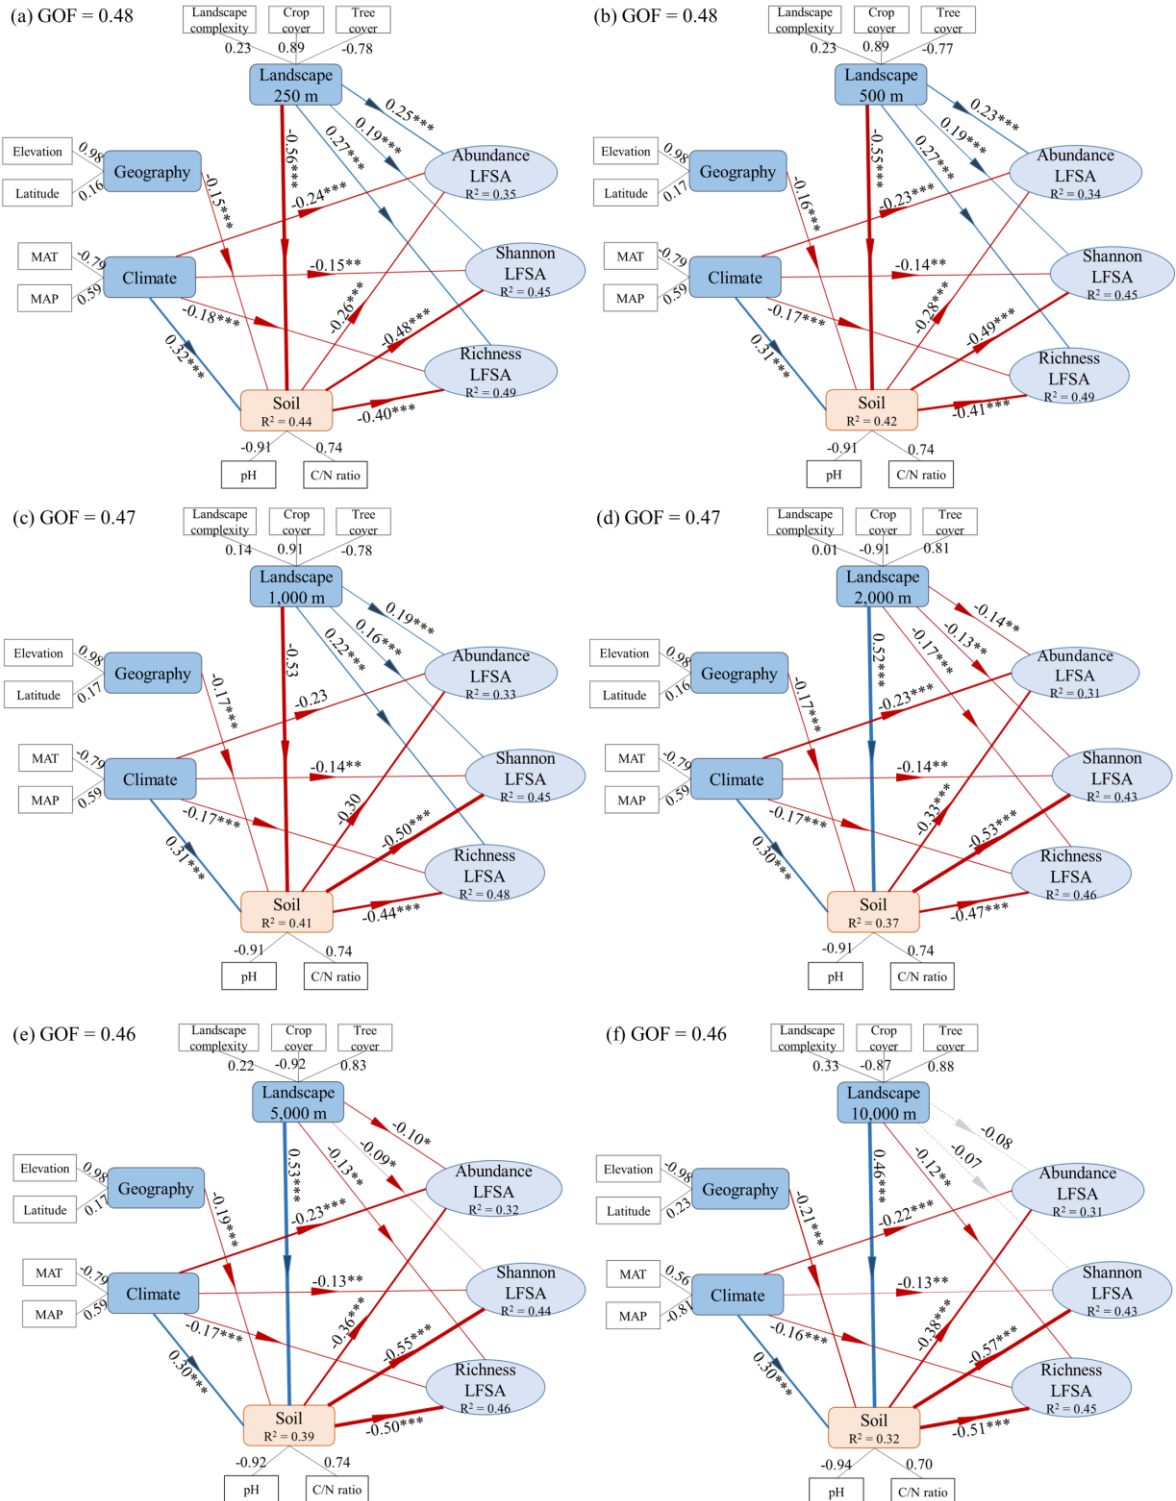 (a) GOF = 0.48
Landscape
complexity
Crop
cover
Tree
cover
0.23
0.89
-0.78
Landscape
250 m
Elevation
0.98
Latitude
0.16
Geography
MAT
-0.79
MAP
0.59
Climate
-0.56***
0.25***
0.19***
0.27***
-0.15***
-0.24***
-0.15**
-0.18***
0.32***
-0.26***
-0.48***
-0.40***
Abundance
LFSA
R² = 0.35
Shannon
LFSA
R² = 0.45
Richness
LFSA
R² = 0.49
Soil
R² = 0.44
-0.91
0.74
pH
C/N ratio
(b) GOF = 0.48
Landscape
complexity
Crop
cover
Tree
cover
0.23
0.89
-0.77
Landscape
500 m
Elevation
0.98
Latitude
0.17
Geography
MAT
-0.79
MAP
0.59
Climate
-0.55***
0.23***
0.19***
0.27***
-0.16***
-0.23***
-0.14**
-0.17***
0.31***
-0.28***
-0.49***
-0.41***
Abundance
LFSA
R² = 0.34
Shannon
LFSA
R² = 0.45
Richness
LFSA
R² = 0.49
Soil
R² = 0.42
-0.91
0.74
pH
C/N ratio
(c) GOF = 0.47
Landscape
complexity
Crop
cover
Tree
cover
0.14
0.91
-0.78
Landscape
1,000 m
Elevation
0.98
Latitude
0.17
Geography
MAT
-0.79
MAP
0.59
Climate
-0.53
0.19***
0.16***
0.22***
-0.17***
-0.23
-0.14**
-0.17***
0.31***
-0.30
-0.50***
-0.44***
Abundance
LFSA
R² = 0.33
Shannon
LFSA
R² = 0.45
Richness
LFSA
R² = 0.48
Soil
R² = 0.41
-0.91
0.74
pH
C/N ratio
(d) GOF = 0.47
Landscape
complexity
Crop
cover
Tree
cover
0.01
-0.91
0.81
Landscape
2,000 m
Elevation
0.98
Latitude
0.16
Geography
MAT
-0.79
MAP
0.59
Climate
0.52***
-0.14**
-0.13**
-0.17***
-0.17***
-0.23***
-0.14**
-0.17***
0.30***
-0.33***
-0.53***
-0.47***
Abundance
LFSA
R² = 0.31
Shannon
LFSA
R² = 0.43
Richness
LFSA
R² = 0.46
Soil
R² = 0.37
-0.91
0.74
pH
C/N ratio
(e) GOF = 0.46
Landscape
complexity
Crop
cover
Tree
cover
0.22
-0.92
0.83
Landscape
5,000 m
Elevation
0.98
Latitude
0.17
Geography
MAT
-0.79
MAP
0.59
Climate
0.53***
-0.10*
-0.09*
-0.13**
-0.19***
-0.23***
-0.13**
-0.17***
0.30***
-0.36***
-0.55***
-0.50***
Abundance
LFSA
R² = 0.32
Shannon
LFSA
R² = 0.44
Richness
LFSA
R² = 0.46
Soil
R² = 0.39
-0.92
0.74
pH
C/N ratio
(f) GOF = 0.46
Landscape
complexity
Crop
cover
Tree
cover
0.33
-0.87
0.88
Landscape
10,000 m
Elevation
-0.98
Latitude
0.23
Geography
MAT
0.56
MAP
-0.81
Climate
0.46***
-0.08
-0.07
-0.12**
-0.21***
-0.22***
-0.13**
-0.16***
0.30***
-0.38***
-0.57***
-0.51***
Abundance
LFSA
R² = 0.31
Shannon
LFSA
R² = 0.43
Richness
LFSA
R² = 0.45
Soil
R² = 0.32
-0.94
0.70
pH
C/N ratio